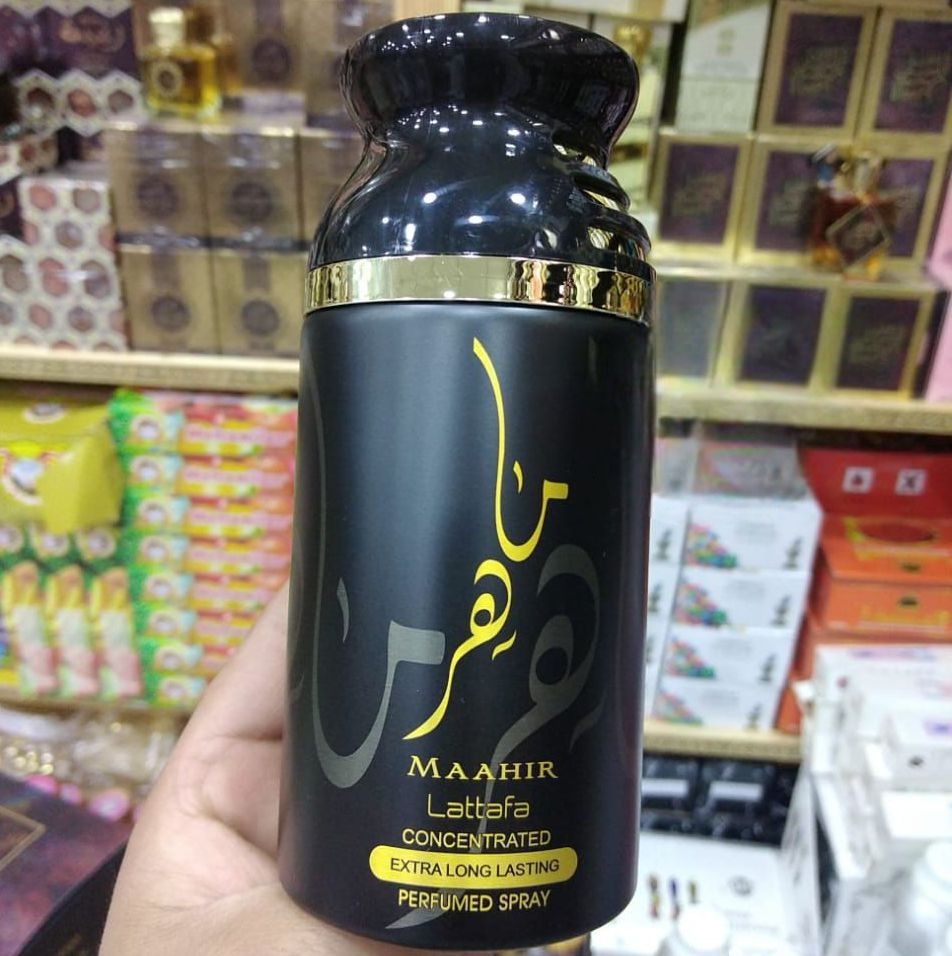 ماهر
MAAHIR
Lattafa
CONCENTRATED
EXTRA LONG LASTING
PERFUMED SPRAY